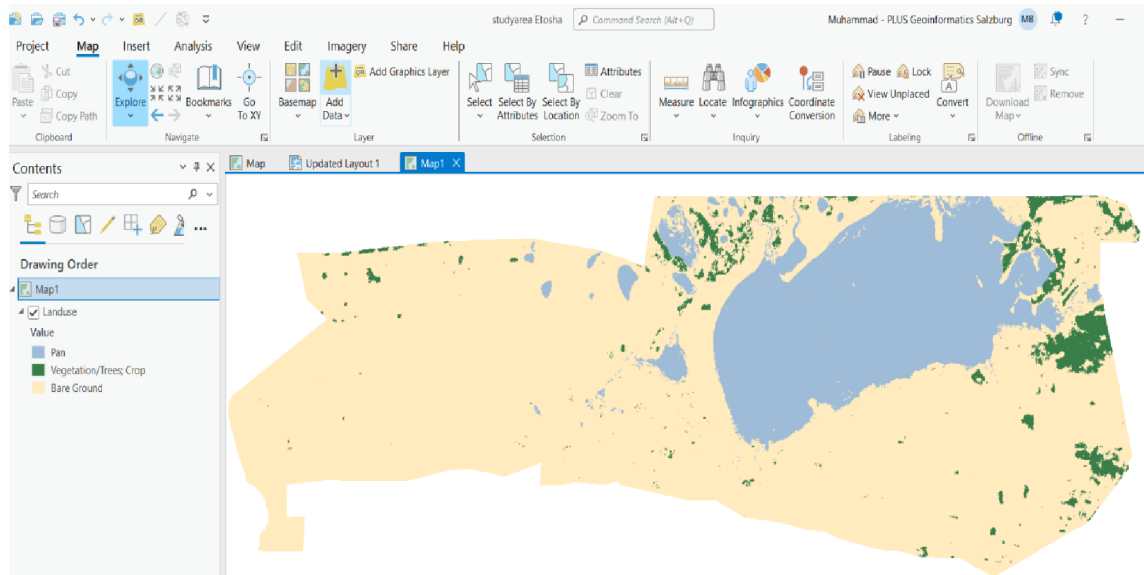 studyarea Etosha
Command Search (Alt+Q)
Muhammad - PLUS Geoinformatics Salzburg
MB
?
Project Map Insert Analysis View Edit Imagery Share Help
Paste
Cut
Copy
Copy Path
Clipboard
Explore
Bookmarks
Go To XY
Navigate
Basemap
Add Data
Add Graphics Layer
Layer
Select
Select By Attributes
Select By Location
Attributes
Clear
Zoom To
Selection
Measure
Locate
Infographics
Coordinate Conversion
Inquiry
Pause
Lock
View Unplaced
More
Convert
Labeling
Download Map
Sync
Remove
Offline
Contents
Search
Drawing Order
Map1
Landuse
Value
Pan
Vegetation/Trees; Crop
Bare Ground
Map
Updated Layout 1
Map1